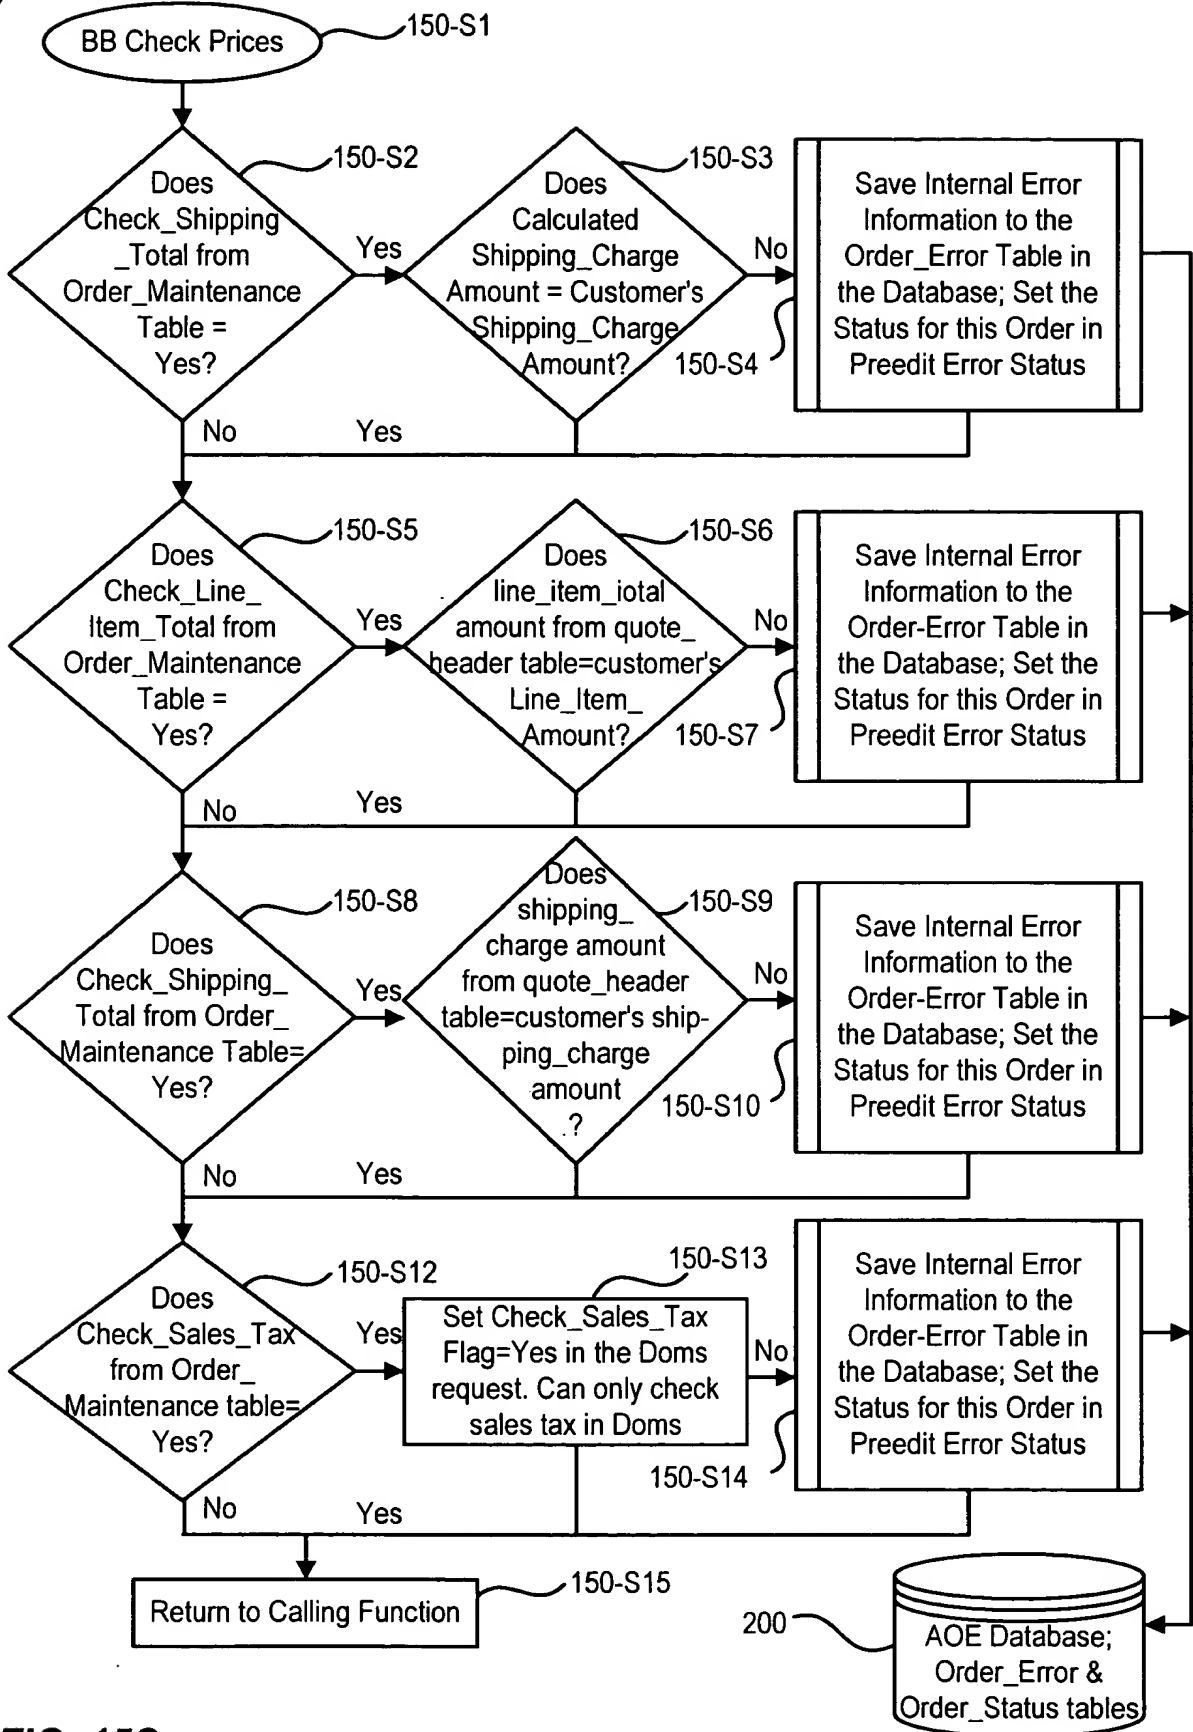 BB Check Prices
150-S1
150-S2
Does
Check_Shipping
_Total from
Order_Maintenance
Table =
Yes?
Yes
No
150-S3
Does
Calculated
Shipping_Charge
Amount = Customer's
Shipping_Charge
Amount?
No
Yes
150-S4
Save Internal Error
Information to the
Order_Error Table in
the Database; Set the
Status for this Order in
Preedit Error Status
150-S5
Does
Check_Line_
Item_Total from
Order_Maintenance
Table =
Yes?
Yes
No
150-S6
Does
line_item_iotal
amount from quote_
header table=customer's
Line_Item_
Amount?
No
Yes
150-S7
Save Internal Error
Information to the
Order-Error Table in
the Database; Set the
Status for this Order in
Preedit Error Status
150-S8
Does
Check_Shipping_
Total from Order_
Maintenance Table=
Yes?
Yes
No
150-S9
Does
shipping_
charge amount
from quote_header
table=customer's ship-
ping_charge
amount
?
No
Yes
150-S10
Save Internal Error
Information to the
Order-Error Table in
the Database; Set the
Status for this Order in
Preedit Error Status
150-S12
Does
Check_Sales_Tax
from Order_
Maintenance table=
Yes?
Yes
No
150-S13
Set Check_Sales_Tax
Flag=Yes in the Doms
request. Can only check
sales tax in Doms
No
Yes
150-S14
Save Internal Error
Information to the
Order-Error Table in
the Database; Set the
Status for this Order in
Preedit Error Status
150-S15
Return to Calling Function
200
AOE Database;
Order_Error &
Order_Status tables